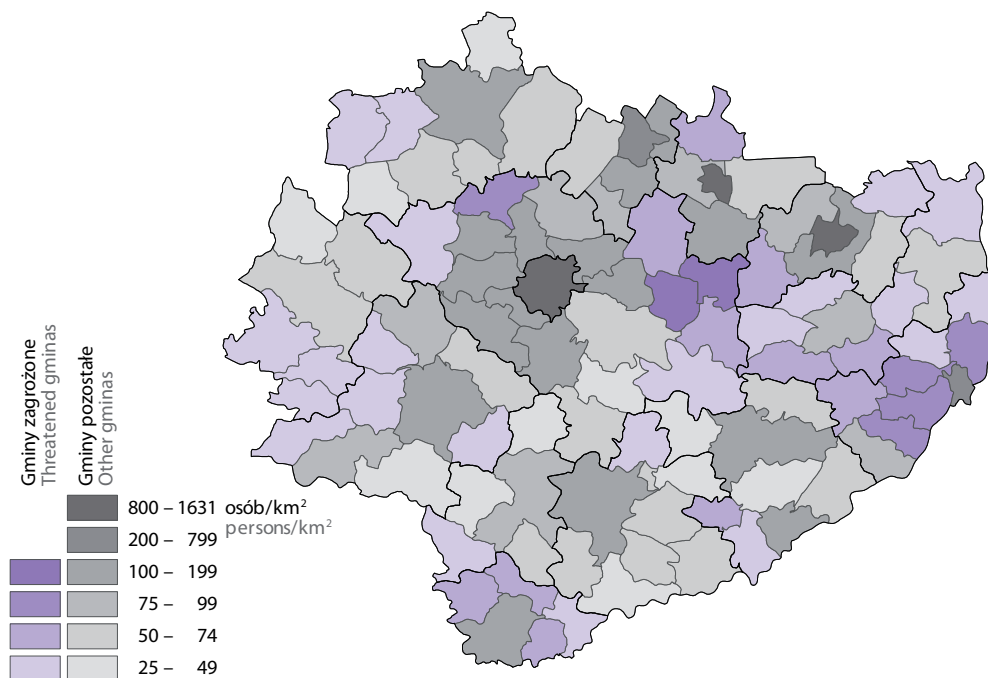 Gminy zagrożone
Threatened gminas
Gminy pozostałe
Other gminas
800 – 1631 osób/km²
persons/km²
200 – 799
100 – 199
75 – 99
50 – 74
25 – 49